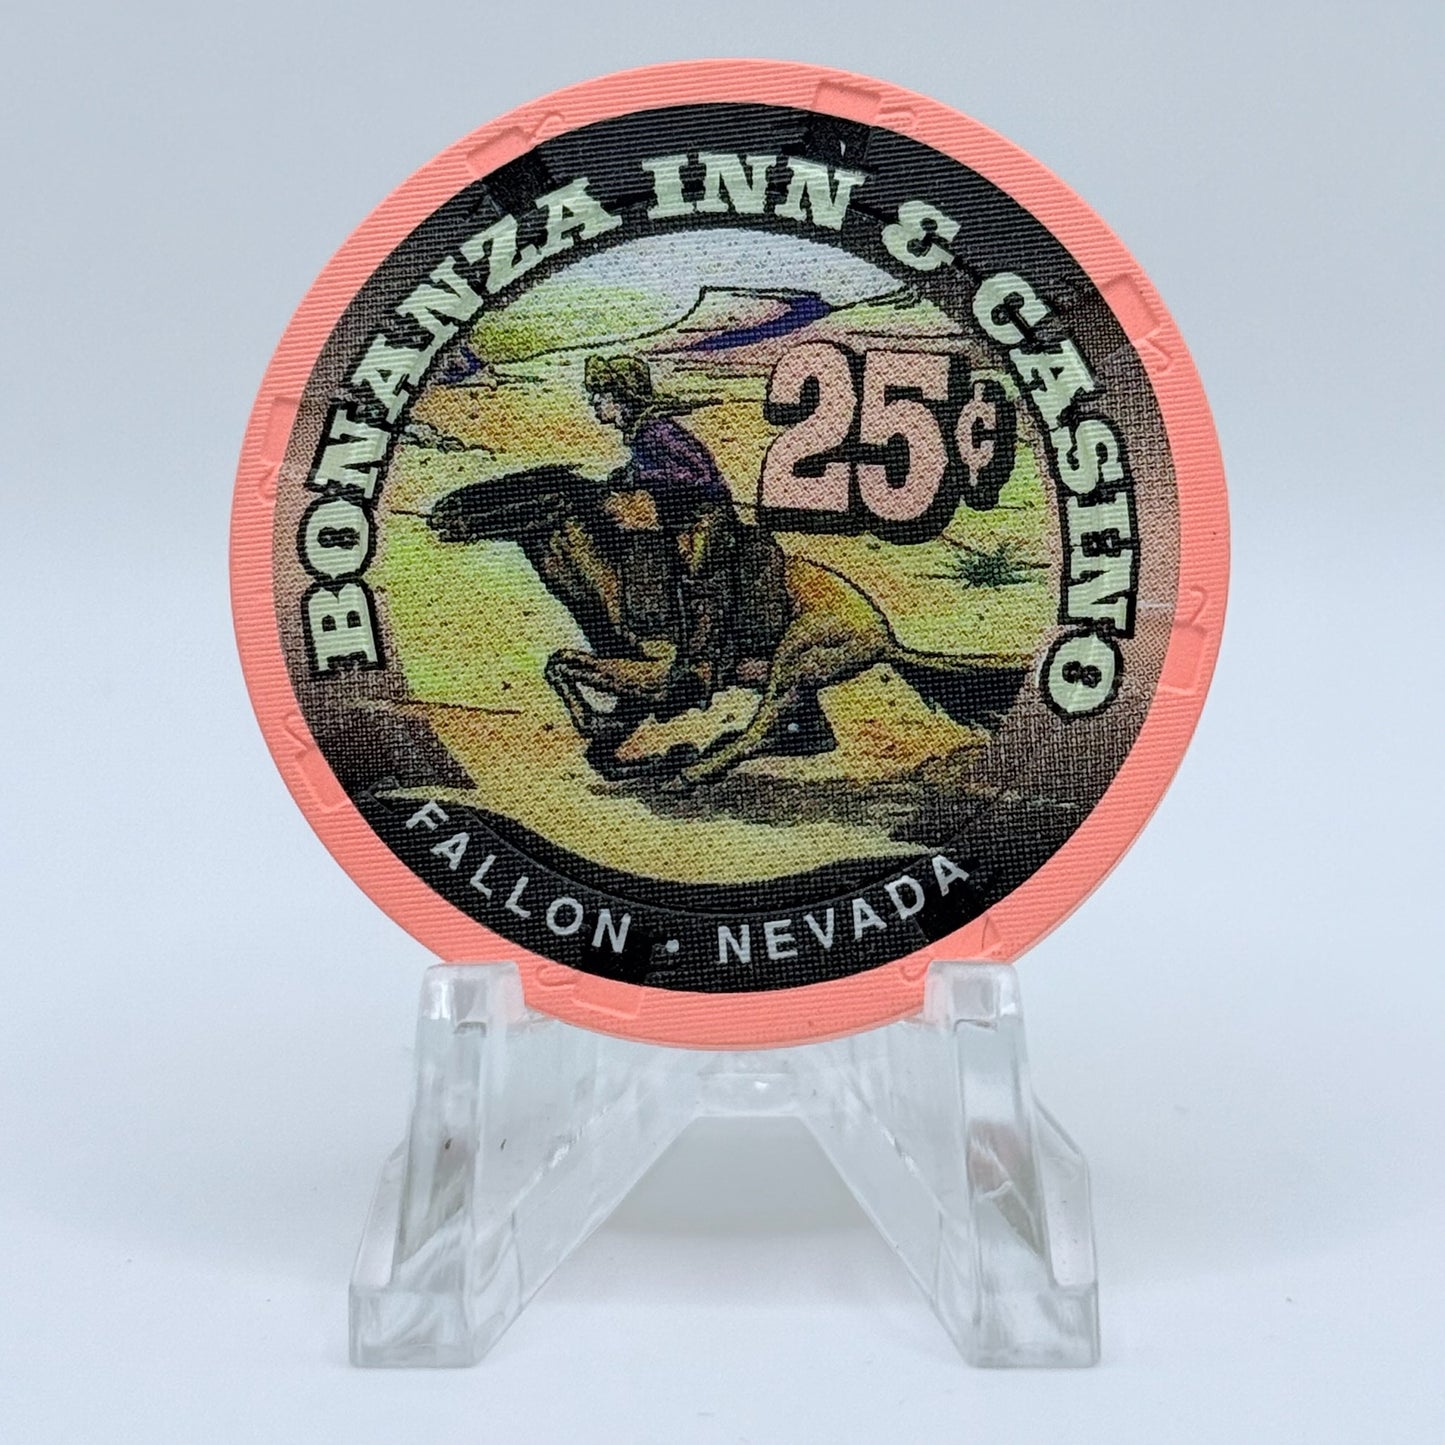 BONANZA INN & CASINO
25¢
FALLON • NEVADA